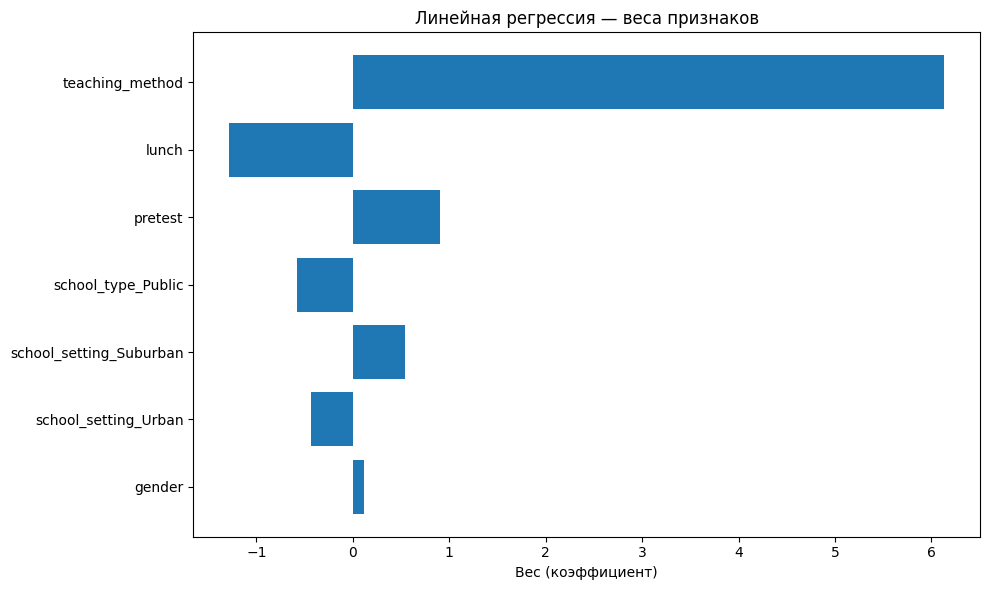 Линейная регрессия — веса признаков
teaching_method
lunch
pretest
school_type_Public
school_setting_Suburban
school_setting_Urban
gender
−1 0 1 2 3 4 5 6
Вес (коэффициент)